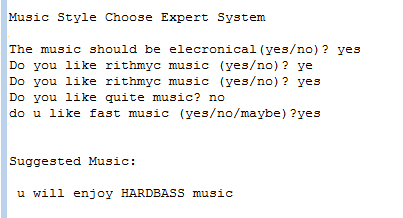 Music Style Choose Expert System
The music should be elecronical(yes/no)? yes
Do you like rithmyc music (yes/no)? ye
Do you like rithmyc music (yes/no)? yes
Do you like quite music? no
do u like fast music (yes/no/maybe)?yes
Suggested Music:
u will enjoy HARDBASS music